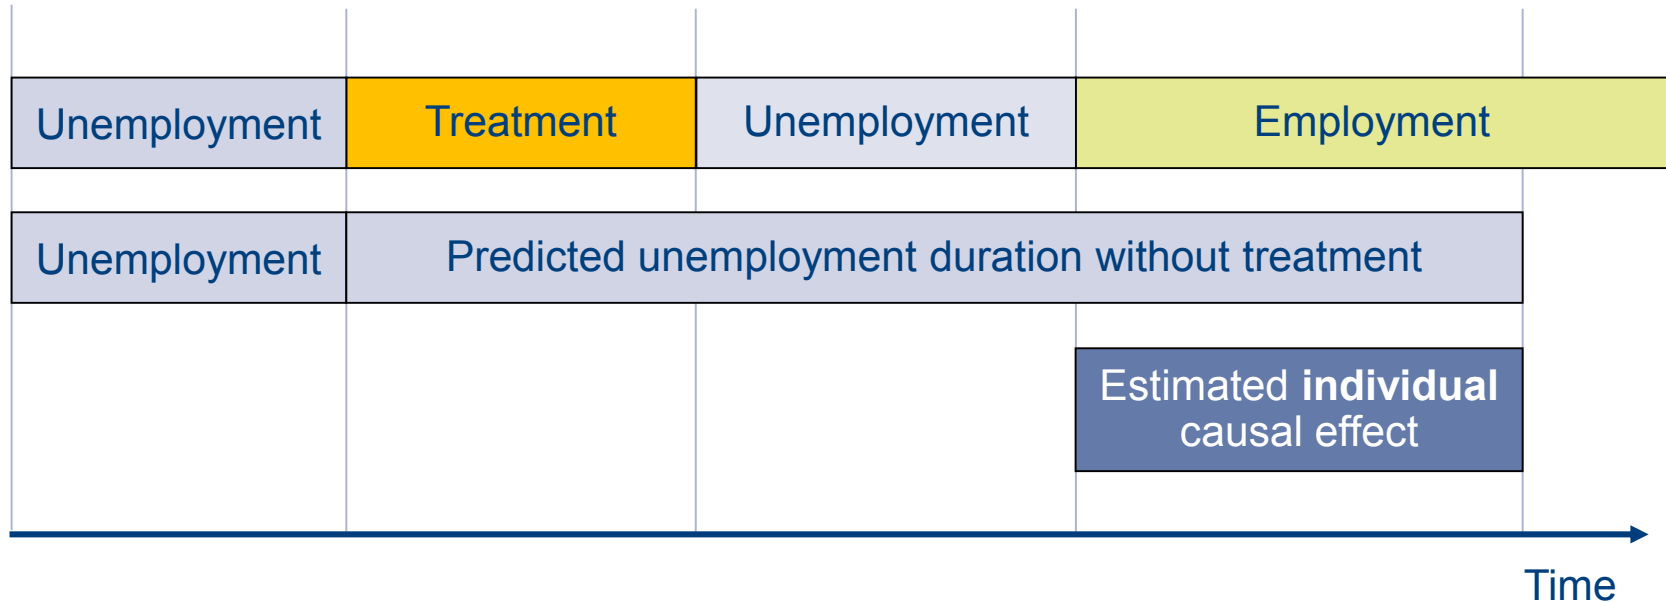 Unemployment
Treatment
Unemployment
Employment
Unemployment
Predicted unemployment duration without treatment
Estimated individual
causal effect
Time